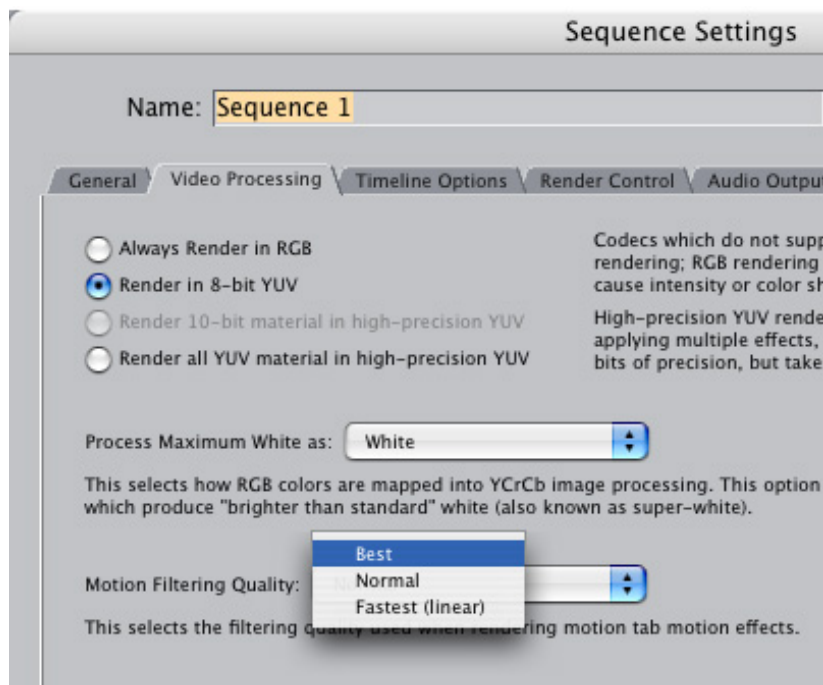 Sequence Settings
Name: Sequence 1
General Video Processing Timeline Options Render Control Audio Outpu
Always Render in RGB
Render in 8-bit YUV
Render 10-bit material in high-precision YUV
Render all YUV material in high-precision YUV
Codecs which do not supp
rendering; RGB rendering
cause intensity or color sh
High-precision YUV rende
applying multiple effects,
bits of precision, but take
Process Maximum White as: White
This selects how RGB colors are mapped into YCrCb image processing. This option
which produce "brighter than standard" white (also known as super-white).
Motion Filtering Quality:
Best
Normal
Fastest (linear)
This selects the filtering quality used when rendering motion tab motion effects.